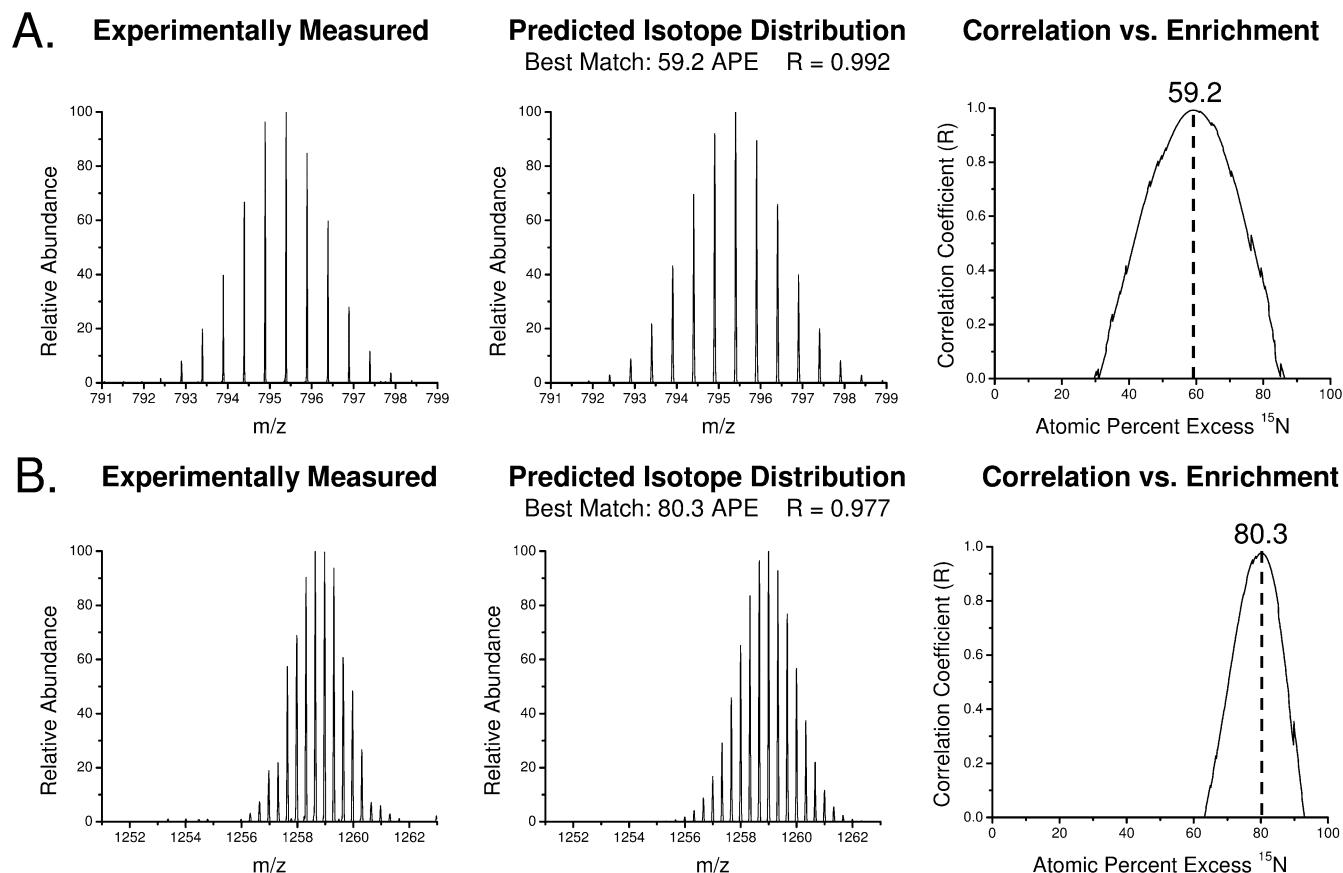 A.
Experimentally Measured
Predicted Isotope Distribution
Correlation vs. Enrichment
Best Match: 59.2 APE R = 0.992
59.2
Relative Abundance
100
80
60
40
20
0
791 792 793 794 795 796 797 798 799
m/z
Relative Abundance
100
80
60
40
20
0
791 792 793 794 795 796 797 798 799
m/z
Correlation Coefficient (R)
1.0
0.8
0.6
0.4
0.2
0.0
0 20 40 60 80 100
Atomic Percent Excess ¹⁵N
B.
Experimentally Measured
Predicted Isotope Distribution
Correlation vs. Enrichment
Best Match: 80.3 APE R = 0.977
80.3
Relative Abundance
100
80
60
40
20
0
1252 1254 1256 1258 1260 1262
m/z
Relative Abundance
100
80
60
40
20
0
1252 1254 1256 1258 1260 1262
m/z
Correlation Coefficient (R)
1.0
0.8
0.6
0.4
0.2
0.0
0 20 40 60 80 100
Atomic Percent Excess ¹⁵N